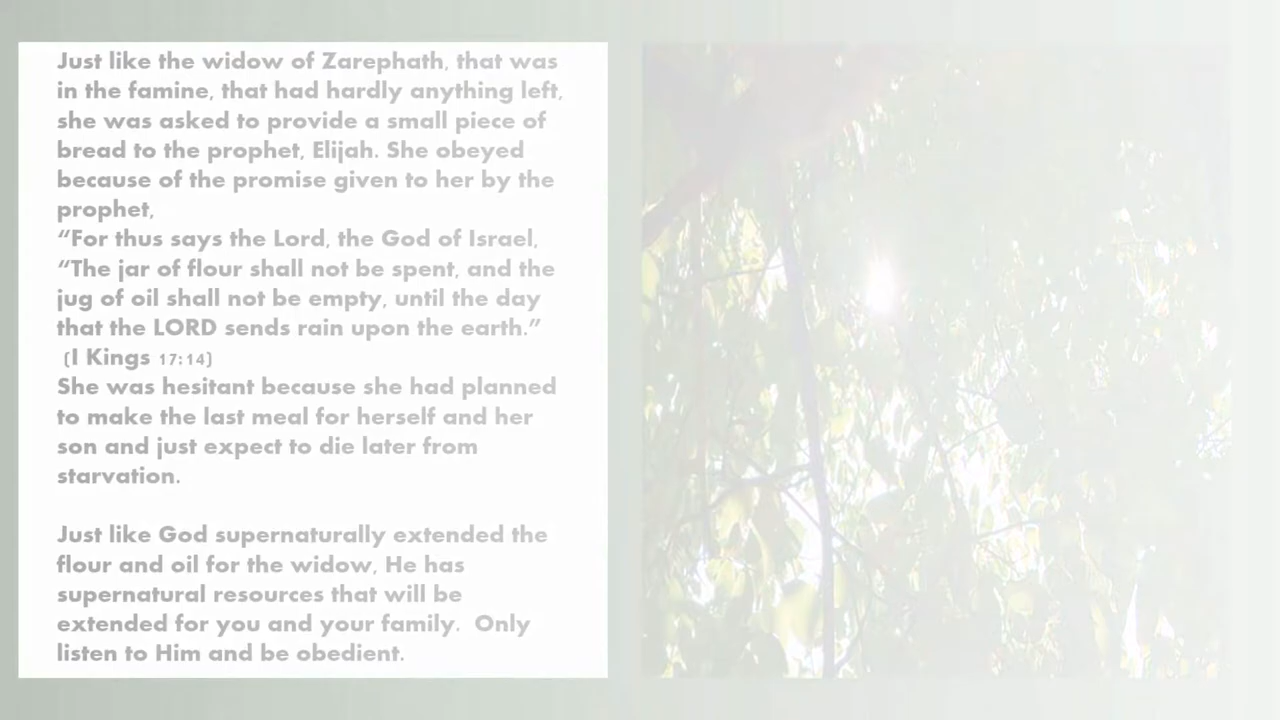 Just like the widow of Zarephath, that was
in the famine, that had hardly anything left,
she was asked to provide a small piece of
bread to the prophet, Elijah. She obeyed
because of the promise given to her by the
prophet,
“For thus says the Lord, the God of Israel,
“The jar of flour shall not be spent, and the
jug of oil shall not be empty, until the day
that the LORD sends rain upon the earth.”
(I Kings 17:14)
She was hesitant because she had planned
to make the last meal for herself and her
son and just expect to die later from
starvation.
Just like God supernaturally extended the
flour and oil for the widow, He has
supernatural resources that will be
extended for you and your family.  Only
listen to Him and be obedient.